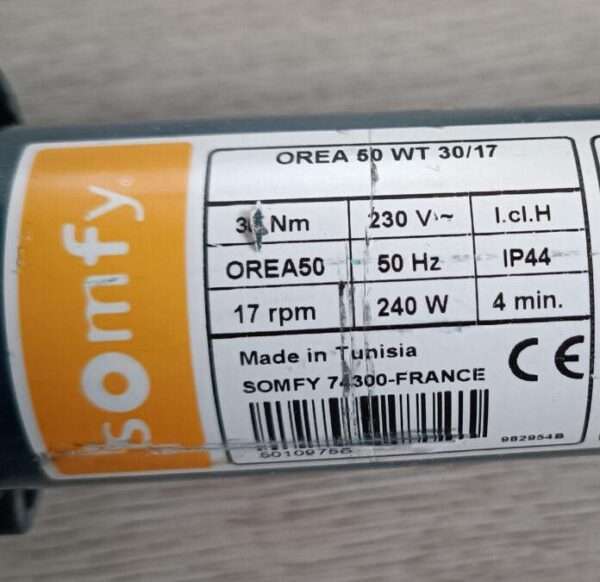 somfy
OREA 50 WT 30/17
Nm 230 V~ I.cl.H
OREA50 50 Hz IP44
17 rpm 240 W 4 min.
Made in Tunisia
SOMFY 74300-FRANCE
CE
982954B